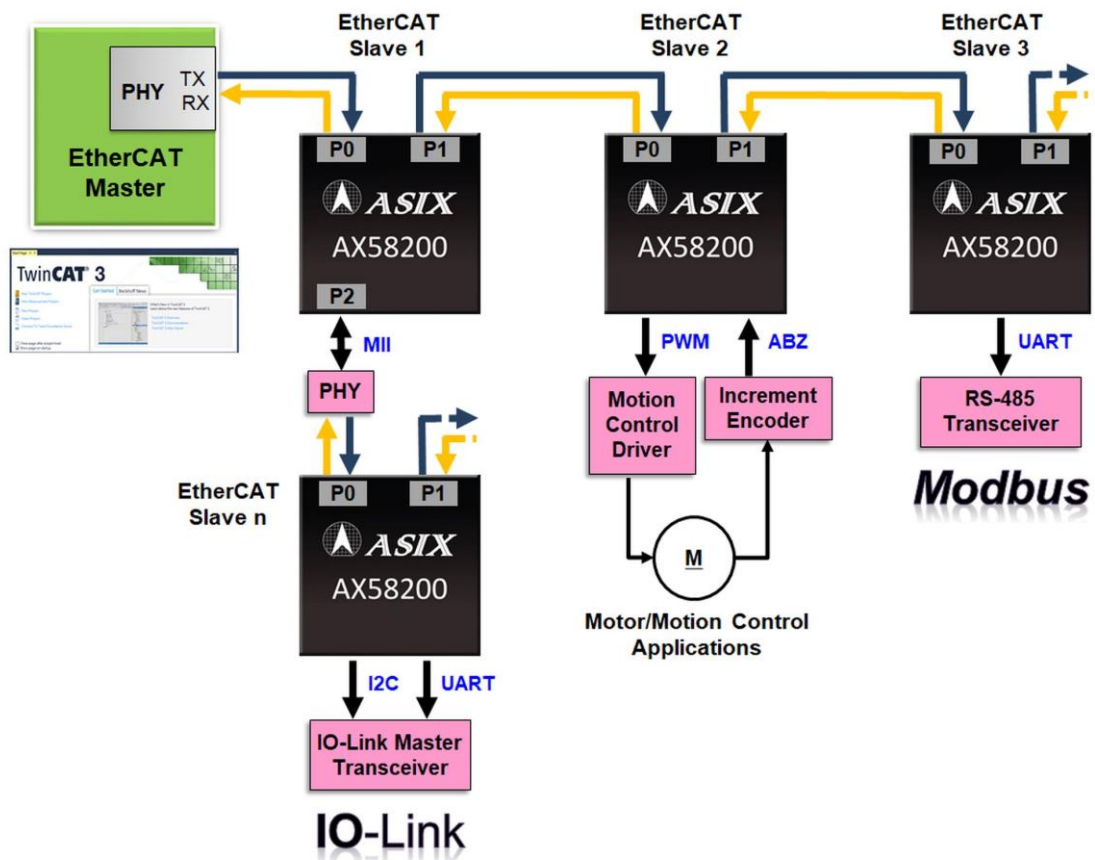 EtherCAT
Slave 1
EtherCAT
Slave 2
EtherCAT
Slave 3
PHY
TX
RX
EtherCAT
Master
P0
P1
ASIX
AX58200
P2
P0
P1
ASIX
AX58200
P0
P1
ASIX
AX58200
TwinCAT® 3
MII
PHY
PWM
ABZ
UART
Motion
Control
Driver
Increment
Encoder
RS-485
Transceiver
Modbus
M
Motor/Motion Control
Applications
EtherCAT
Slave n
P0
P1
ASIX
AX58200
I2C
UART
IO-Link Master
Transceiver
IO-Link